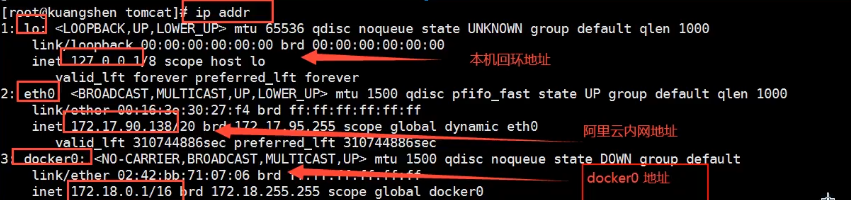 [root@kuangshen tomcat]# ip addr
1: lo: <LOOPBACK,UP,LOWER_UP> mtu 65536 qdisc noqueue state UNKNOWN group default qlen 1000
link/loopback 00:00:00:00:00:00 brd 00:00:00:00:00:00
inet 127.0.0.1/8 scope host lo
本机回环地址
valid_lft forever preferred_lft forever
2: eth0 <BROADCAST,MULTICAST,UP,LOWER_UP> mtu 1500 qdisc pfifo_fast state UP group default qlen 1000
link/ether 00:16:3e:30:27:f4 brd ff:ff:ff:ff:ff:ff
inet 172.17.90.138/20 brd 172.17.95.255 scope global dynamic eth0
阿里云内网地址
valid_lft 310744886sec preferred_lft 310744886sec
3: docker0: <NO-CARRIER,BROADCAST,MULTICAST,UP> mtu 1500 qdisc noqueue state DOWN group default
link/ether 02:42:bb:71:07:06 brd ff:ff:ff:ff:ff:ff
docker0 地址
inet 172.18.0.1/16 brd 172.18.255.255 scope global docker0